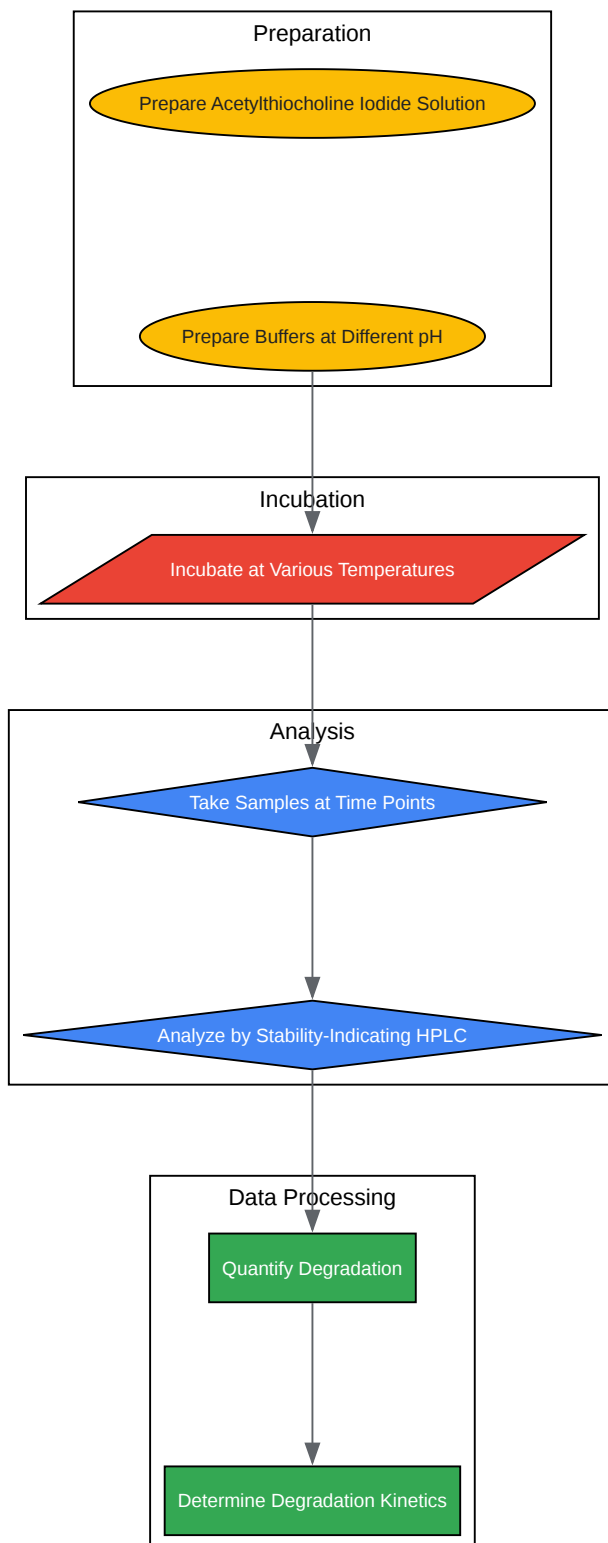 Preparation
Prepare Acetylthiocholine Iodide Solution
Prepare Buffers at Different pH
Incubation
Incubate at Various Temperatures
Analysis
Take Samples at Time Points
Analyze by Stability-Indicating HPLC
Data Processing
Quantify Degradation
Determine Degradation Kinetics